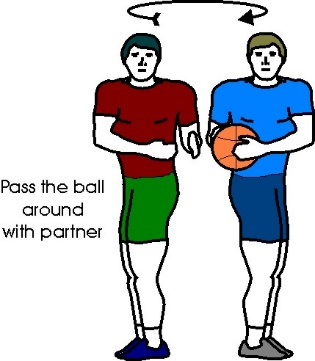 Pass the ball
around
with partner